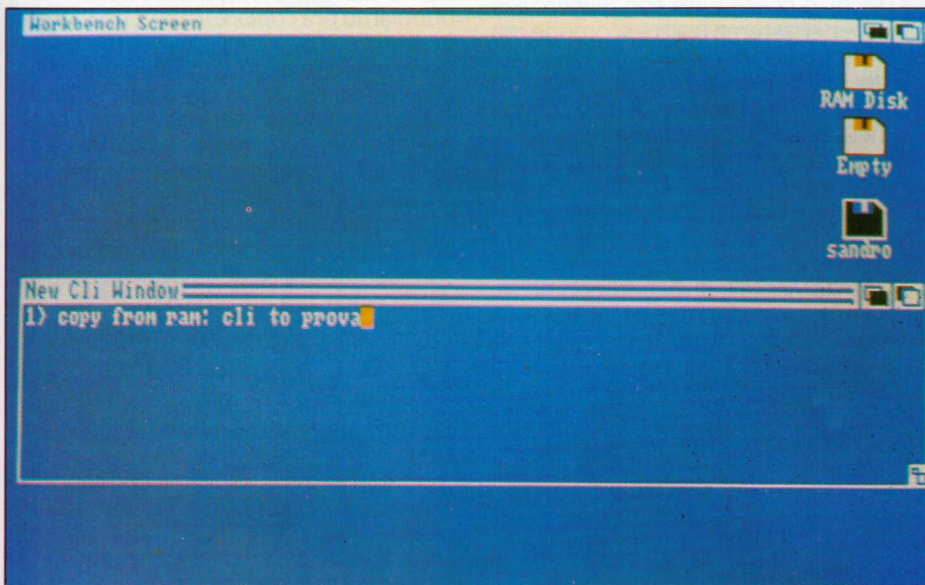 Workbench Screen
RAM Disk
Empty
sandro
New Cli Window
1> copy from ram: cli to prova